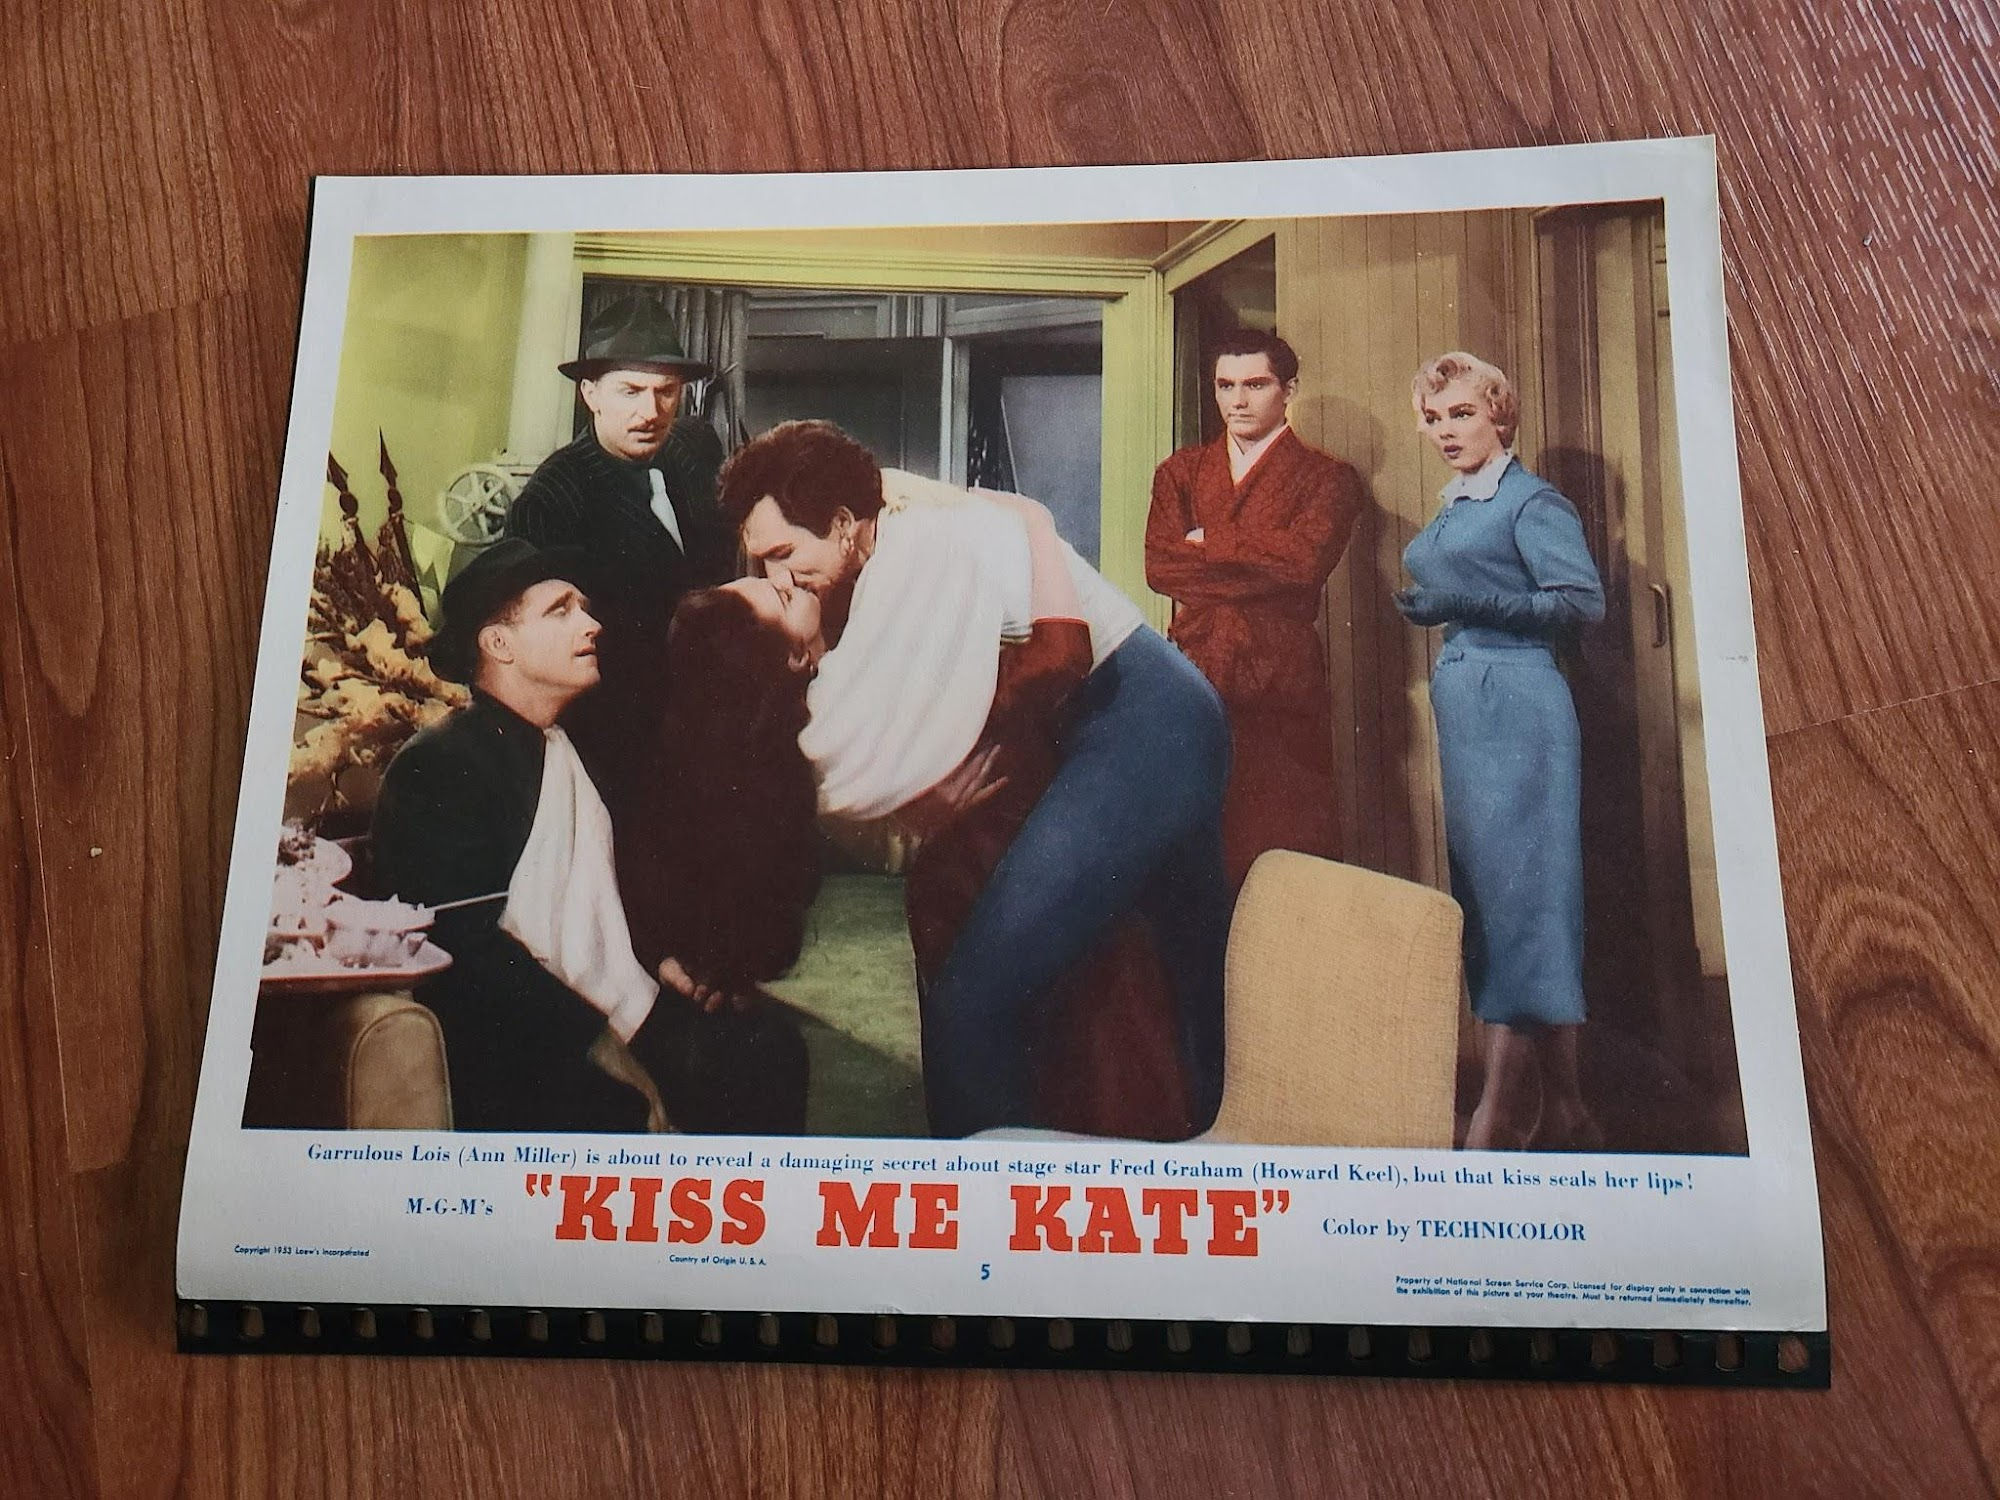 Garrulous Lois (Ann Miller) is about to reveal a damaging secret about stage star Fred Graham (Howard Keel), but that kiss seals her lips!
M-G-M's "KISS ME KATE" Color by TECHNICOLOR
Copyright 1953 Loew's Incorporated
Country of Origin U. S. A.
5
Property of National Screen Service Corp. Licensed for display only in connection with
the exhibition of this picture at your theatre. Must be returned immediately thereafter.